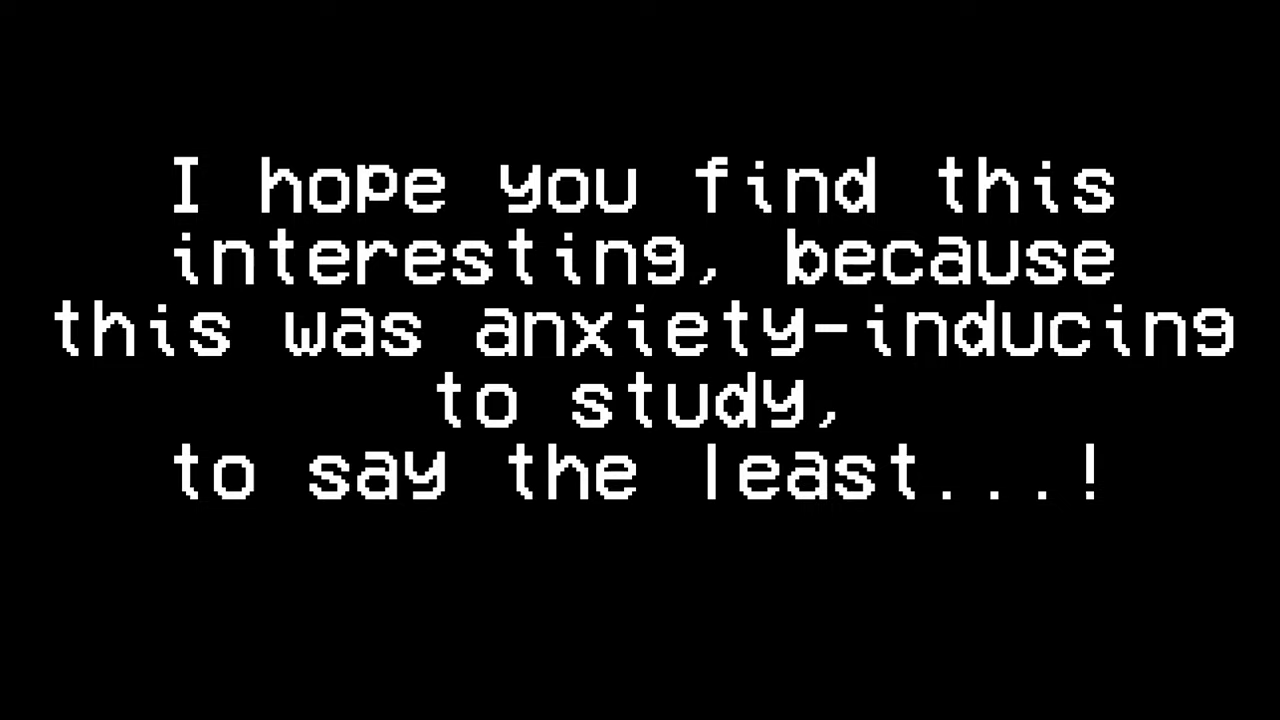 I hope you find this
interesting, because
this was anxiety-inducing
to study,
to say the least...!